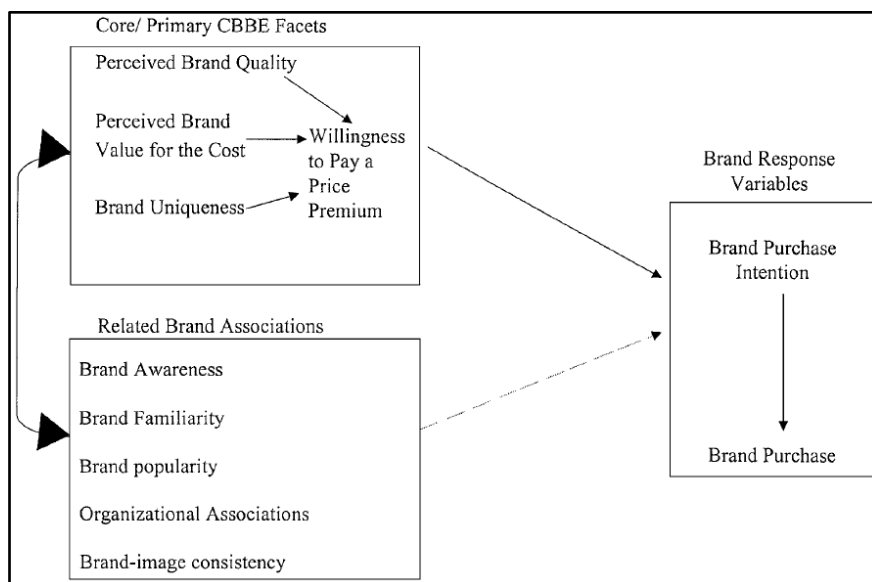 Core/ Primary CBBE Facets
Perceived Brand Quality
Perceived Brand
Value for the Cost
Brand Uniqueness
Willingness
to Pay a
Price
Premium
Brand Response
Variables
Brand Purchase
Intention
Brand Purchase
Related Brand Associations
Brand Awareness
Brand Familiarity
Brand popularity
Organizational Associations
Brand-image consistency